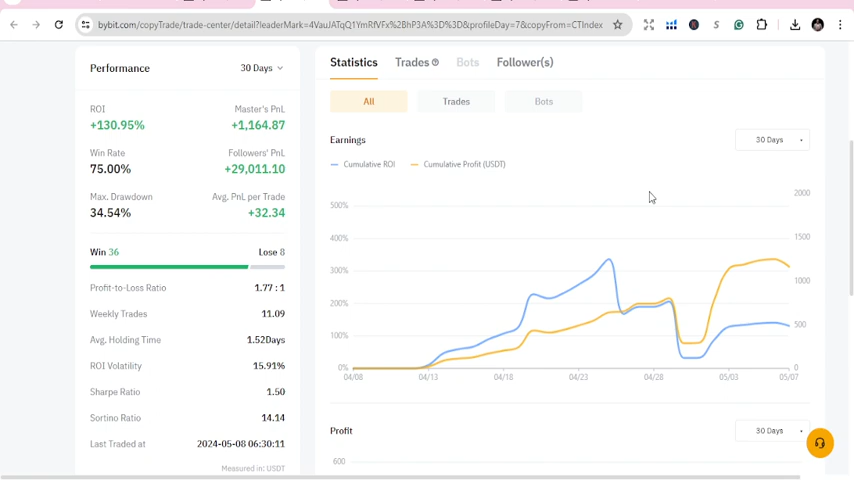 bybit.com/copyTrade/trade-center/detail?leaderMark=4VauJATqQ1YmRfVFx%2BhP3A%3D%3D&profileDay=7&copyFrom=CTIndex
Performance
30 Days
ROI
Master's PnL
+130.95%
+1,164.87
Win Rate
Followers' PnL
75.00%
+29,011.10
Max. Drawdown
Avg. PnL per Trade
34.54%
+32.34
Win 36
Lose 8
Profit-to-Loss Ratio
1.77 : 1
Weekly Trades
11.09
Avg. Holding Time
1.52Days
ROI Volatility
15.91%
Sharpe Ratio
1.50
Sortino Ratio
14.14
Last Traded at
2024-05-08 06:30:11
Measured in: USDT
Statistics
Trades
Bots
Follower(s)
All
Trades
Bots
Earnings
30 Days
Cumulative ROI
Cumulative Profit (USDT)
2000
500%
400%
1500
300%
1000
200%
500
100%
0%
0
04/08
04/13
04/18
04/23
04/28
05/03
05/07
Profit
30 Days
600